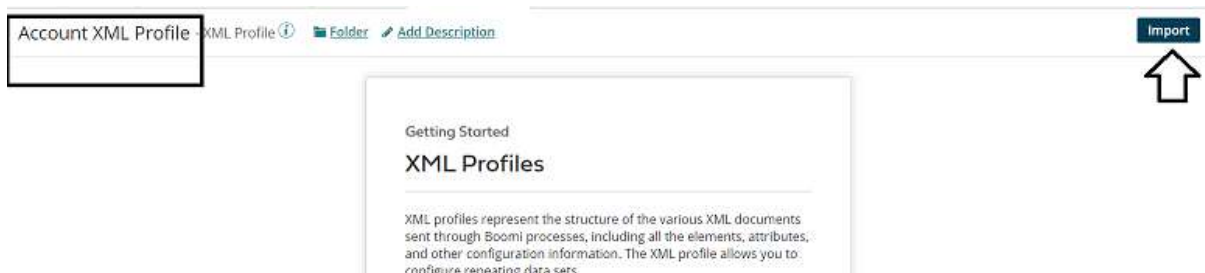 Account XML Profile - XML Profile Folder Add Description Import
Getting Started
XML Profiles
XML profiles represent the structure of the various XML documents
sent through Boomi processes, including all the elements, attributes,
and other configuration information. The XML profile allows you to
configure repeating data sets.